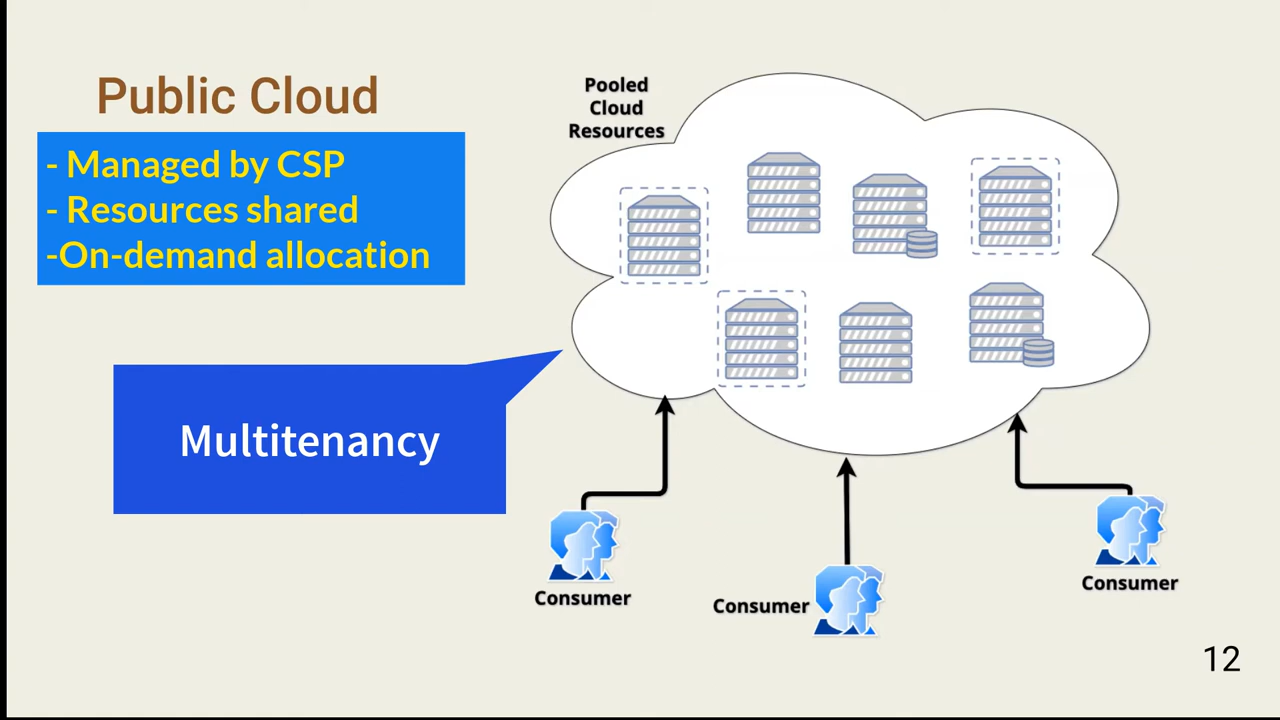 Public Cloud
- Managed by CSP
- Resources shared
-On-demand allocation
Multitenancy
Pooled
Cloud
Resources
Consumer
Consumer
Consumer
12